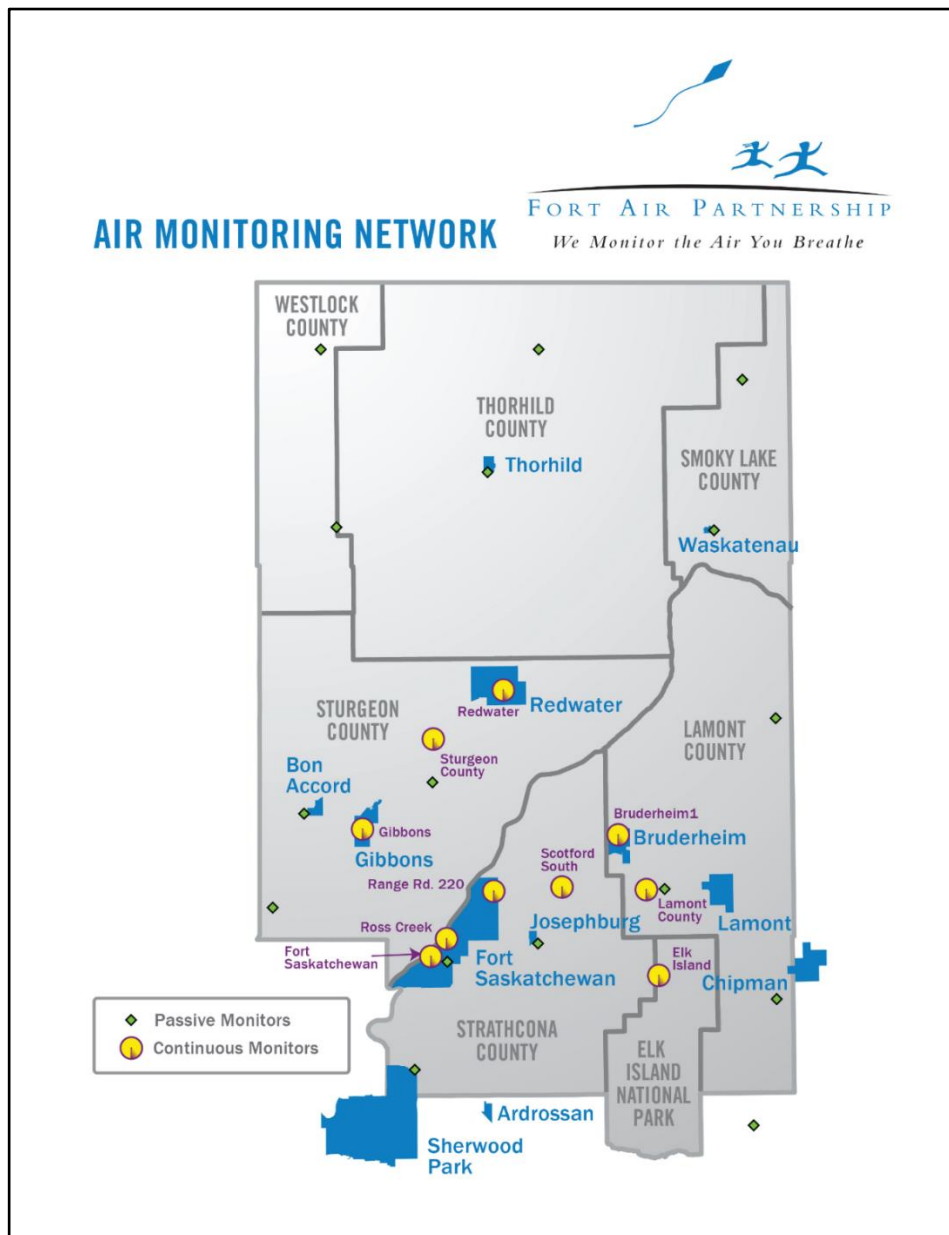 FORT AIR PARTNERSHIP
We Monitor the Air You Breathe
AIR MONITORING NETWORK
WESTLOCK
COUNTY
THORHILD
COUNTY
Thorhild
SMOKY LAKE
COUNTY
Waskatenau
Redwater
Redwater
STURGEON
COUNTY
Sturgeon
County
LAMONT
COUNTY
Bon
Accord
Gibbons
Gibbons
Bruderheim1
Bruderheim
Scotford
South
Range Rd. 220
Lamont
County
Lamont
Josephburg
Ross Creek
Fort
Saskatchewan
Fort
Saskatchewan
Elk
Island
Chipman
Passive Monitors
Continuous Monitors
STRATHCONA
COUNTY
ELK
ISLAND
NATIONAL
PARK
Ardrossan
Sherwood
Park